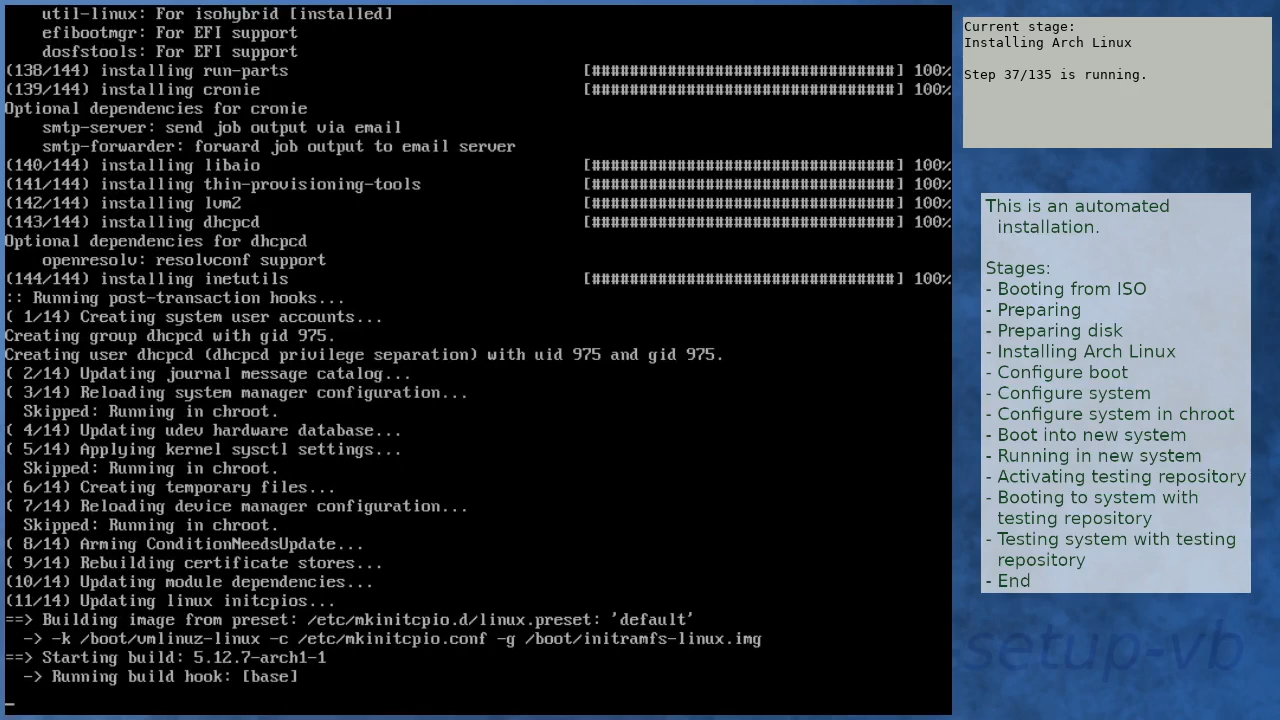 util-linux: For isohybrid [installed]
efibootmgr: For EFI support
dosfstools: For EFI support
(138/144) installing run-parts [################################] 100%
(139/144) installing cronie [################################] 100%
Optional dependencies for cronie
smtp-server: send job output via email
smtp-forwarder: forward job output to email server
(140/144) installing libaio [################################] 100%
(141/144) installing thin-provisioning-tools [################################] 100%
(142/144) installing lvm2 [################################] 100%
(143/144) installing dhcpcd [################################] 100%
Optional dependencies for dhcpcd
openresolv: resolvconf support
(144/144) installing inetutils [################################] 100%
:: Running post-transaction hooks...
( 1/14) Creating system user accounts...
Creating group dhcpcd with gid 975.
Creating user dhcpcd (dhcpcd privilege separation) with uid 975 and gid 975.
( 2/14) Updating journal message catalog...
( 3/14) Reloading system manager configuration...
Skipped: Running in chroot.
( 4/14) Updating udev hardware database...
( 5/14) Applying kernel sysctl settings...
Skipped: Running in chroot.
( 6/14) Creating temporary files...
( 7/14) Reloading device manager configuration...
Skipped: Running in chroot.
( 8/14) Arming ConditionNeedsUpdate...
( 9/14) Rebuilding certificate stores...
(10/14) Updating module dependencies...
(11/14) Updating linux initcpios...
==> Building image from preset: /etc/mkinitcpio.d/linux.preset: 'default'
-> -k /boot/vmlinuz-linux -c /etc/mkinitcpio.conf -g /boot/initramfs-linux.img
==> Starting build: 5.12.7-arch1-1
-> Running build hook: [base]
_
Current stage:
Installing Arch Linux
Step 37/135 is running.
This is an automated
installation.
Stages:
- Booting from ISO
- Preparing
- Preparing disk
- Installing Arch Linux
- Configure boot
- Configure system
- Configure system in chroot
- Boot into new system
- Running in new system
- Activating testing repository
- Booting to system with
testing repository
- Testing system with testing
repository
- End
setup-vb